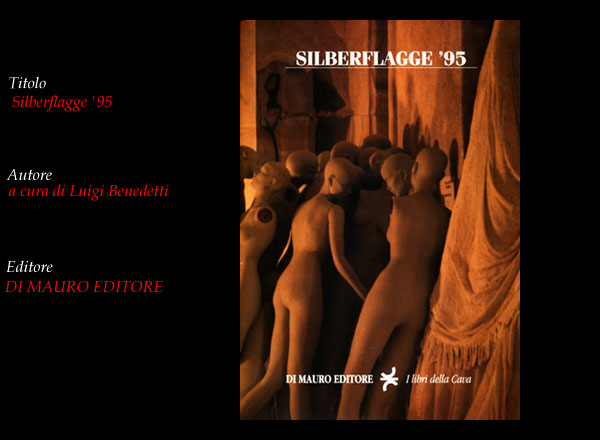 Titolo
Silberflagge '95
Autore
a cura di Luigi Benedetti
Editore
DI MAURO EDITORE
SILBERFLAGGE '95
DI MAURO EDITORE I libri della Cava